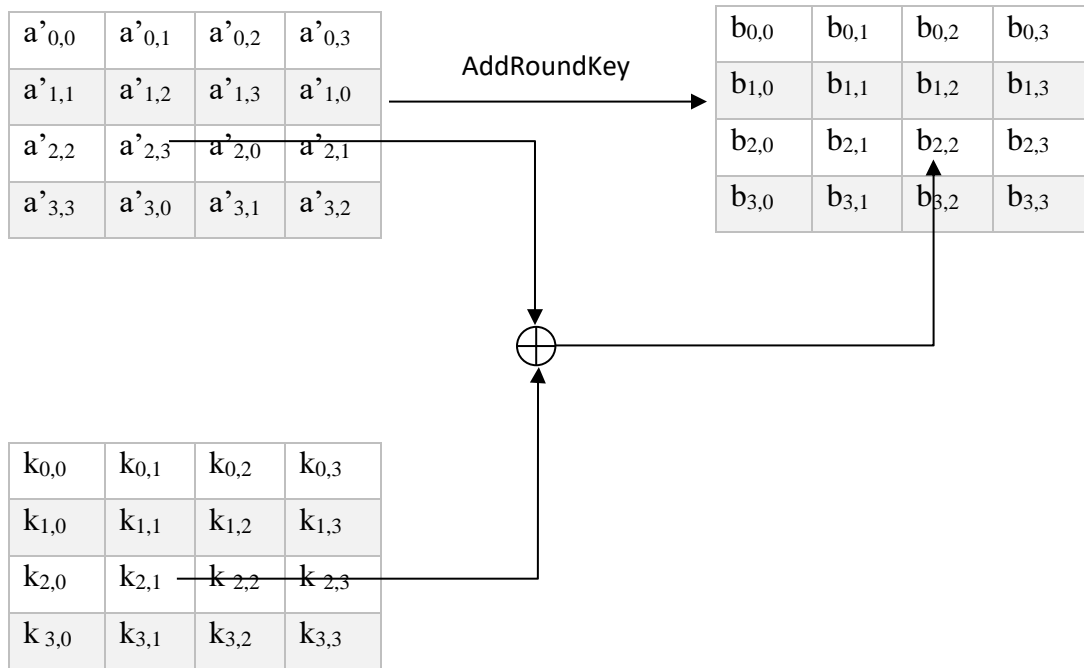 a’0,0 a’0,1 a’0,2 a’0,3
a’1,1 a’1,2 a’1,3 a’1,0
a’2,2 a’2,3 a’2,0 a’2,1
a’3,3 a’3,0 a’3,1 a’3,2
AddRoundKey
b0,0 b0,1 b0,2 b0,3
b1,0 b1,1 b1,2 b1,3
b2,0 b2,1 b2,2 b2,3
b3,0 b3,1 b3,2 b3,3
k0,0 k0,1 k0,2 k0,3
k1,0 k1,1 k1,2 k1,3
k2,0 k2,1 k 2,2 k 2,3
k 3,0 k3,1 k3,2 k3,3